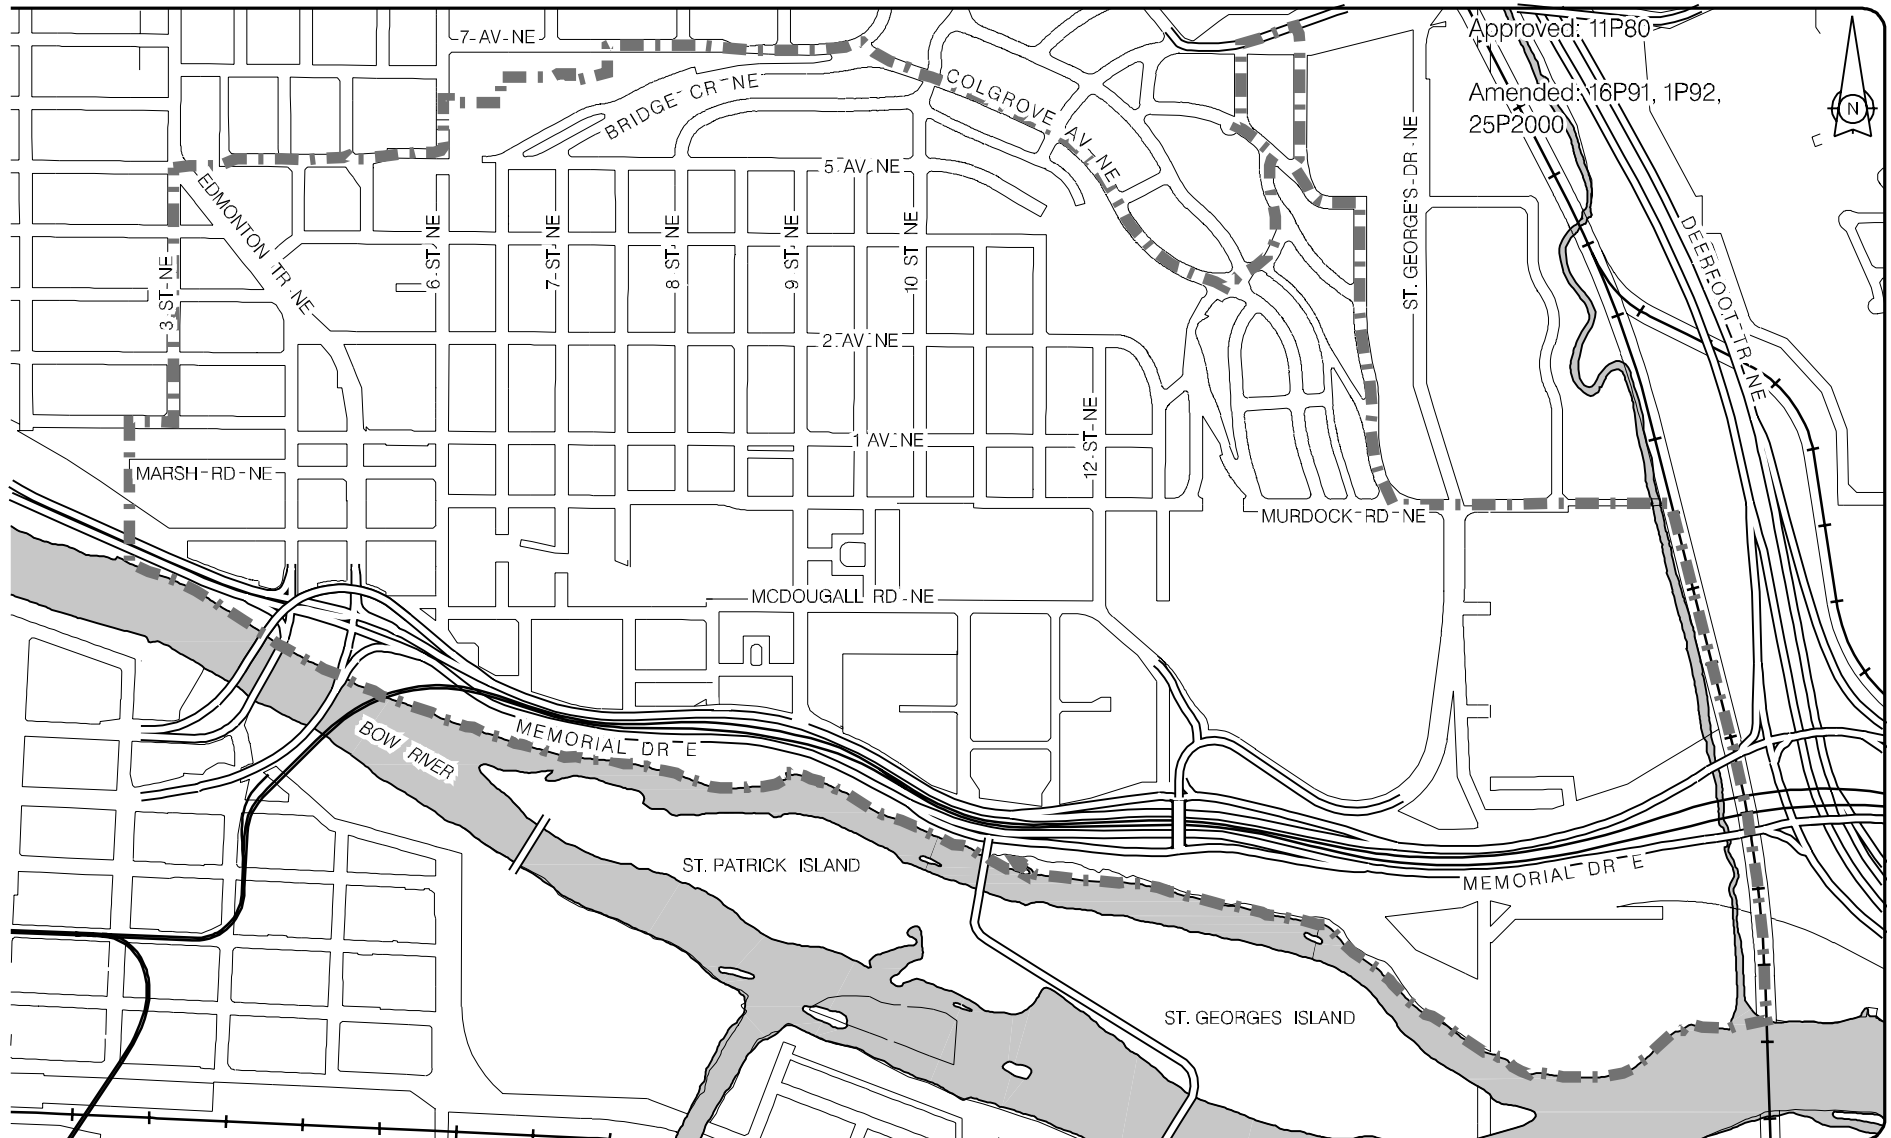 Approved: 11P80
Amended: 16P91, 1P92,
25P2000
N
7 AV NE
BRIDGE CR NE
COLGROVE AV NE
5 AV NE
EDMONTON TR NE
3 ST NE
6 ST NE
7 ST NE
8 ST NE
9 ST NE
10 ST NE
ST. GEORGE'S DR NE
DEERFOOT TR NE
2 AV NE
12 ST NE
1 AV NE
MARSH RD NE
MURDOCK RD NE
MCDOUGALL RD NE
MEMORIAL DR E
BOW RIVER
ST. PATRICK ISLAND
MEMORIAL DR E
ST. GEORGES ISLAND